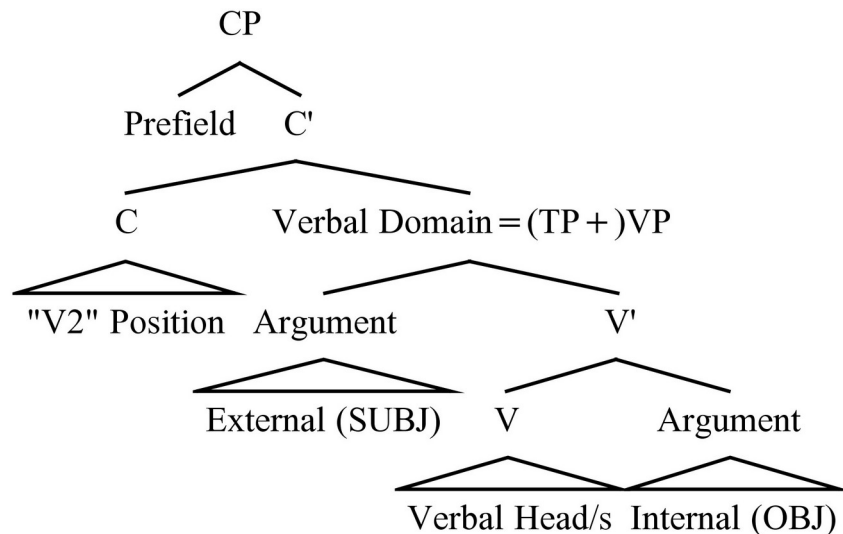 CP
Prefield C'
C Verbal Domain = (TP + )VP
"V2" Position Argument V'
External (SUBJ) V Argument
Verbal Head/s Internal (OBJ)